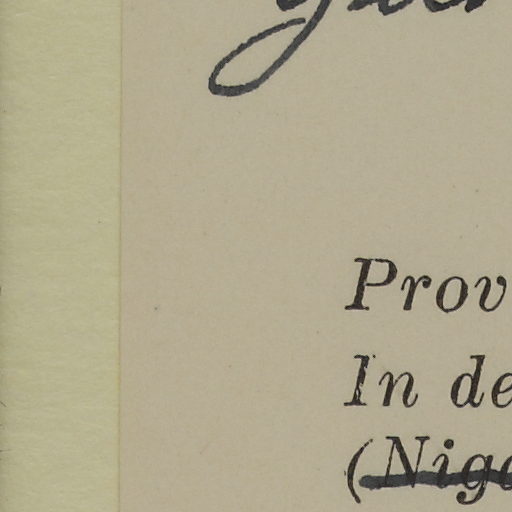 Prov
In de
(Nig